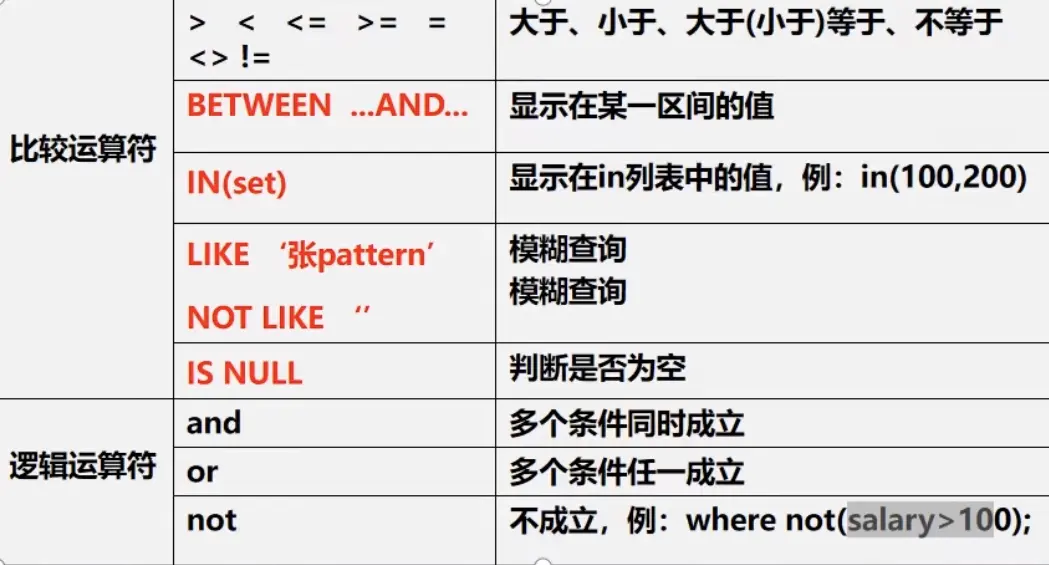 > < <= >= =
<> !=
大于、小于、大于(小于)等于、不等于
比较运算符
BETWEEN ...AND...
显示在某一区间的值
IN(set)
显示在in列表中的值，例：in(100,200)
LIKE ‘张pattern’
模糊查询
NOT LIKE ‘’
模糊查询
IS NULL
判断是否为空
逻辑运算符
and
多个条件同时成立
or
多个条件任一成立
not
不成立，例：where not(salary>100);